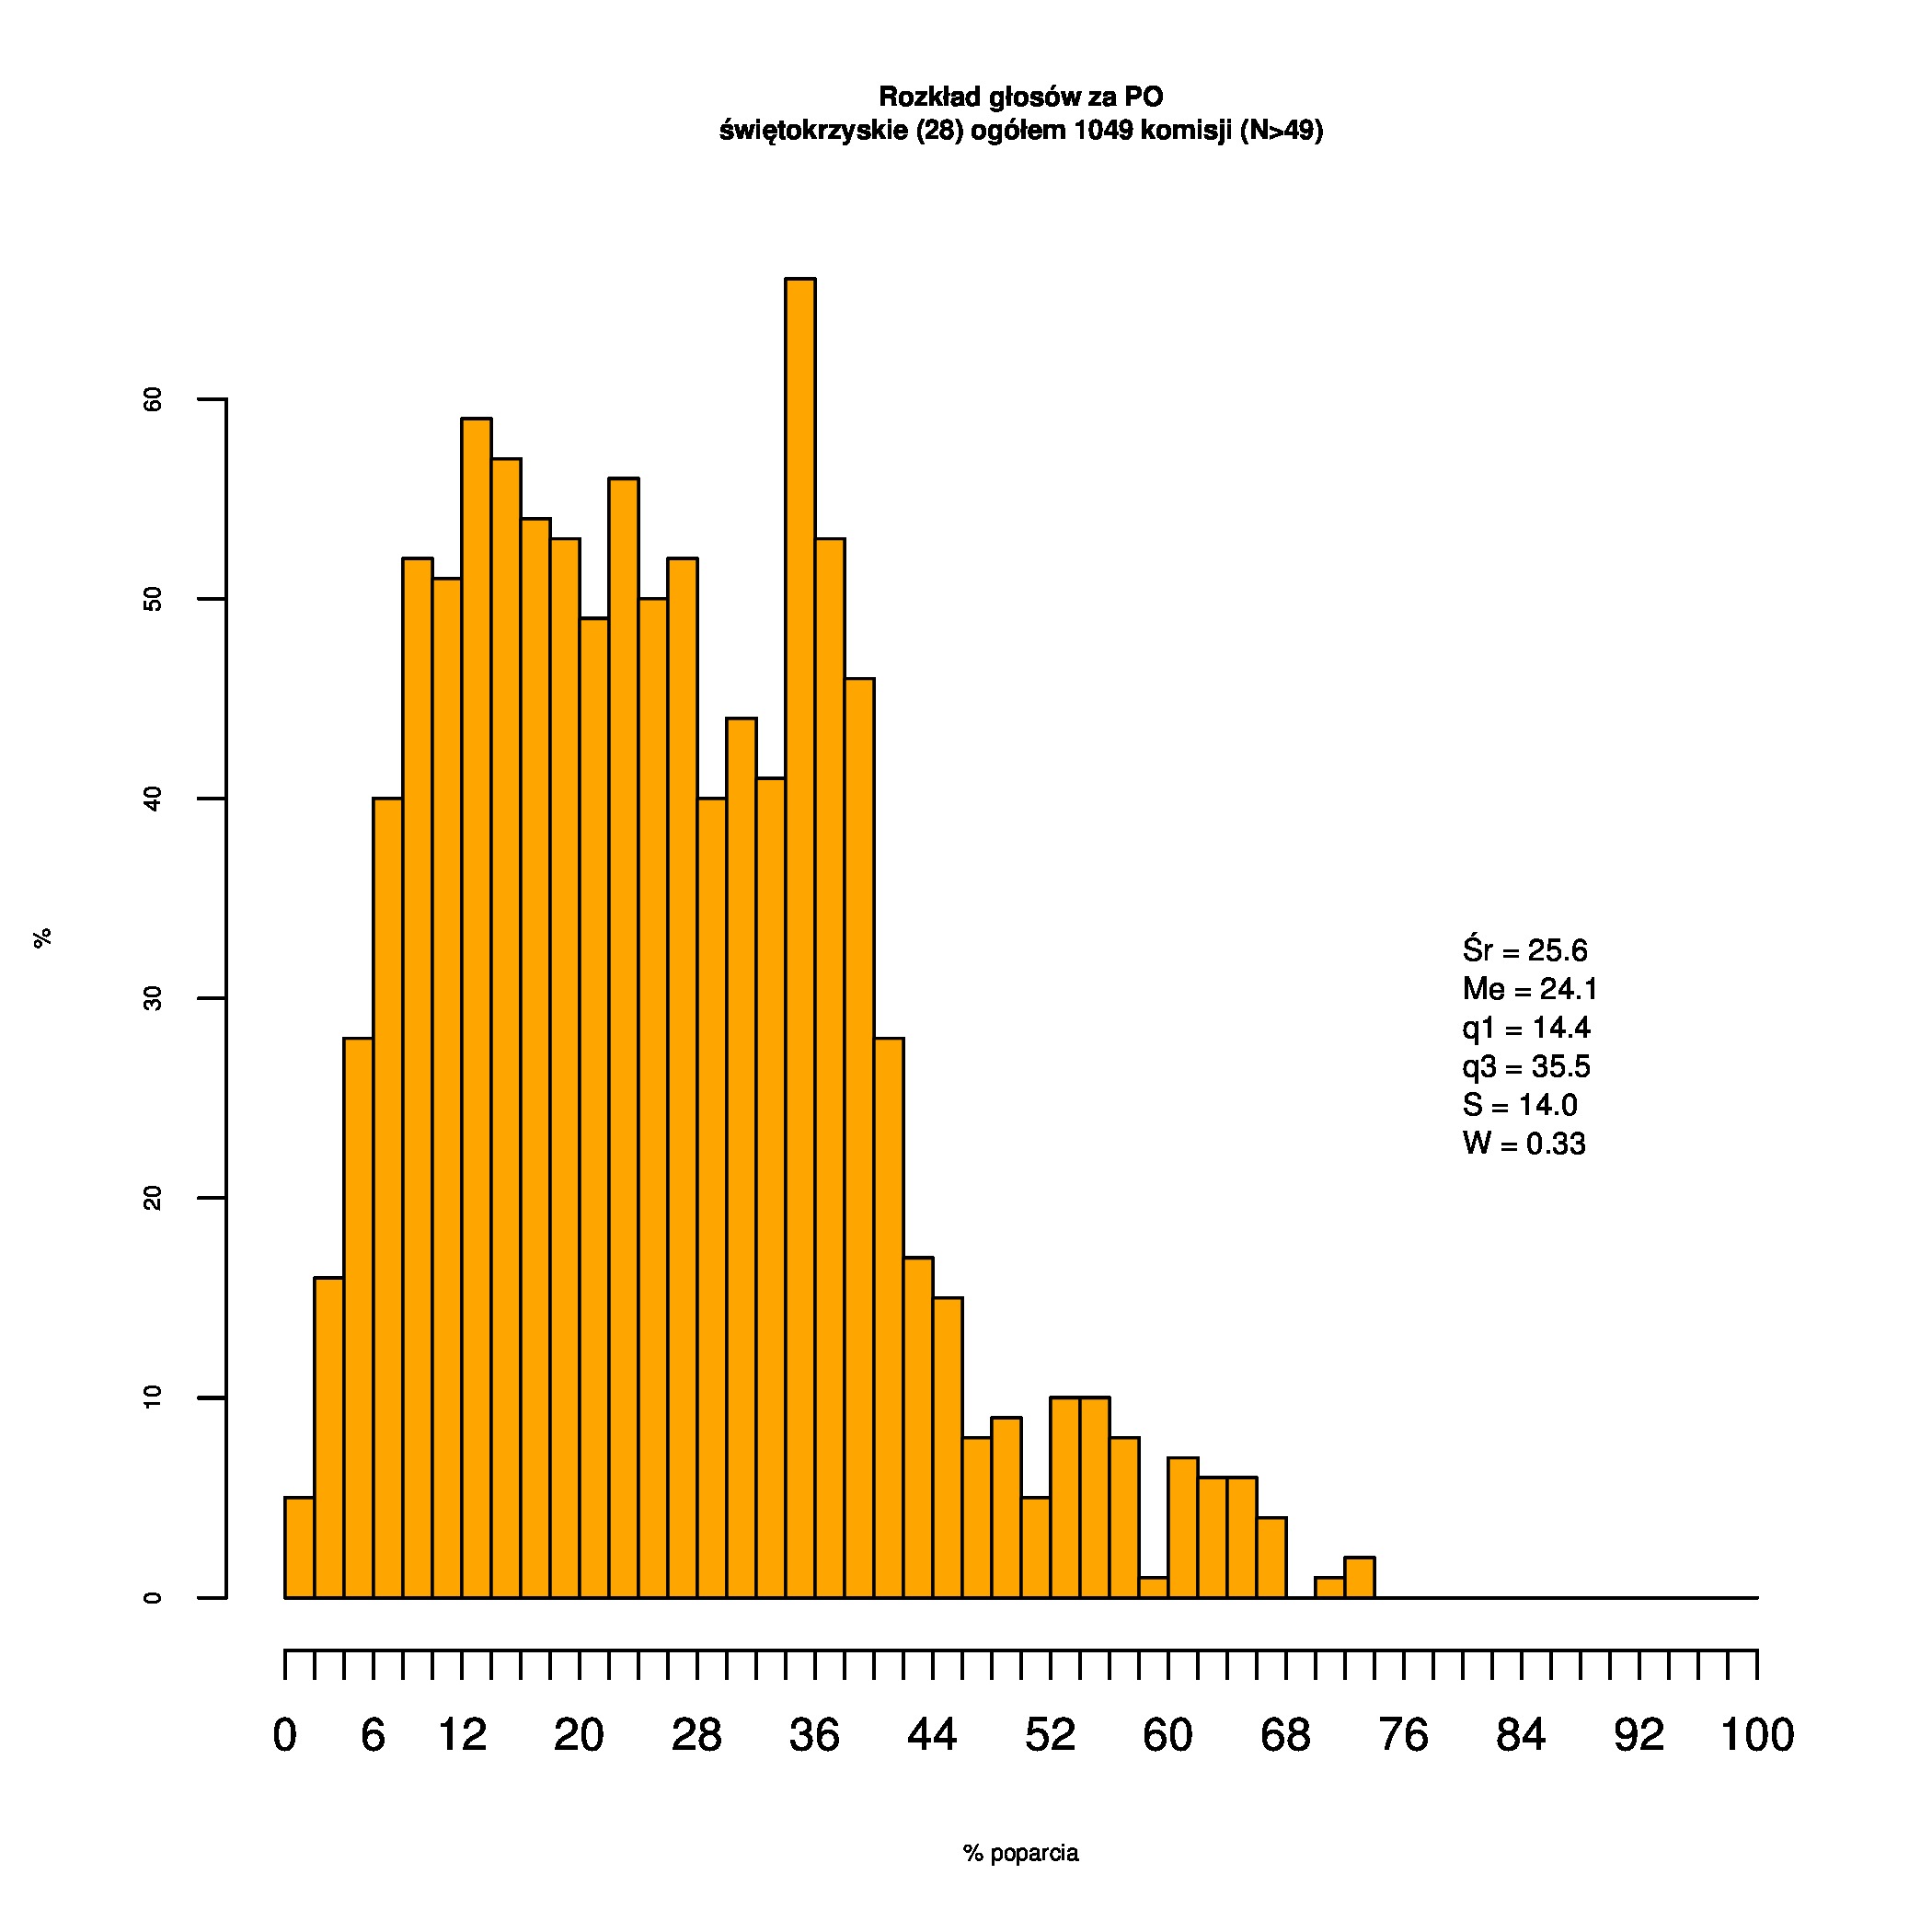 Rozkład głosów za PO
świętokrzyskie (28) ogółem 1049 komisji (N>49)
60
50
40
30
20
10
0
%
Śr = 25.6
Me = 24.1
q1 = 14.4
q3 = 35.5
S = 14.0
W = 0.33
0 6 12 20 28 36 44 52 60 68 76 84 92 100
% poparcia